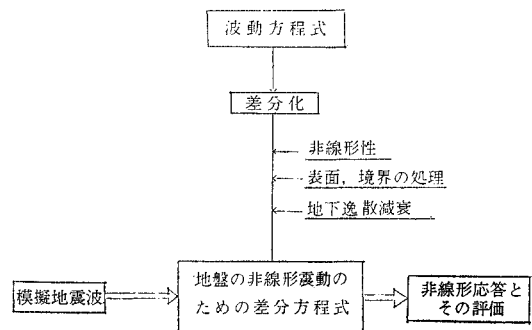 波動方程式
差分化
非線形性
表面，境界の処理
地下逸散減衰
模擬地震波
地盤の非線形震動の
ための差分方程式
非線形応答と
その評価